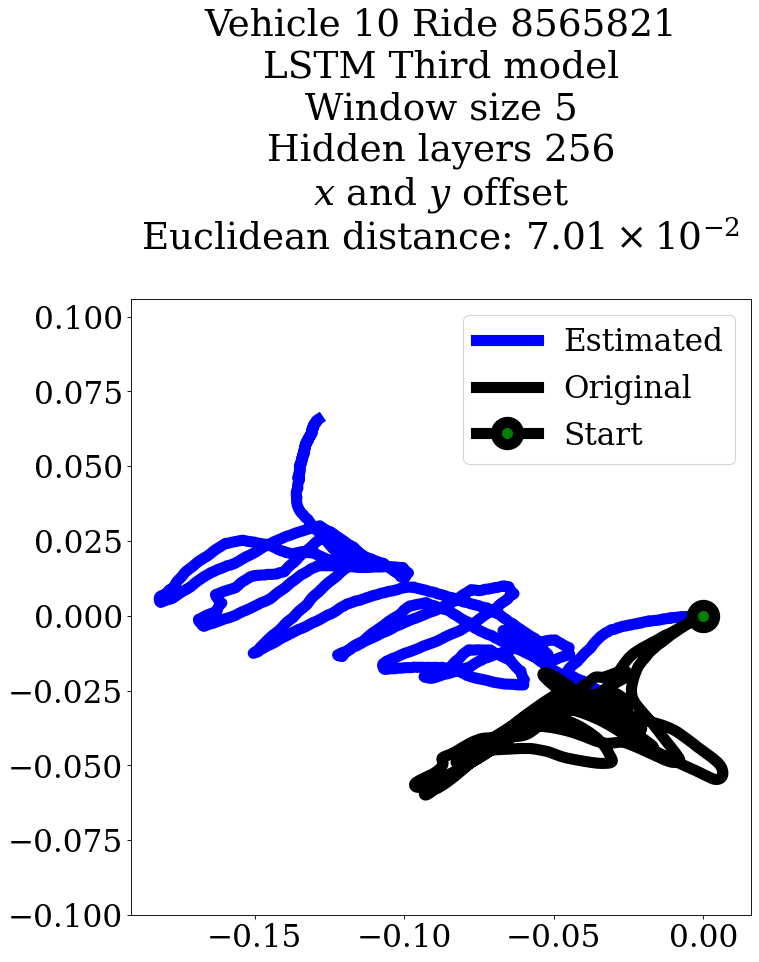 Vehicle 10 Ride 8565821
LSTM Third model
Window size 5
Hidden layers 256
x and y offset
Euclidean distance: 7.01 × 10⁻²
Estimated
Original
Start
0.100
0.075
0.050
0.025
0.000
−0.025
−0.050
−0.075
−0.100
−0.15
−0.10
−0.05
0.00